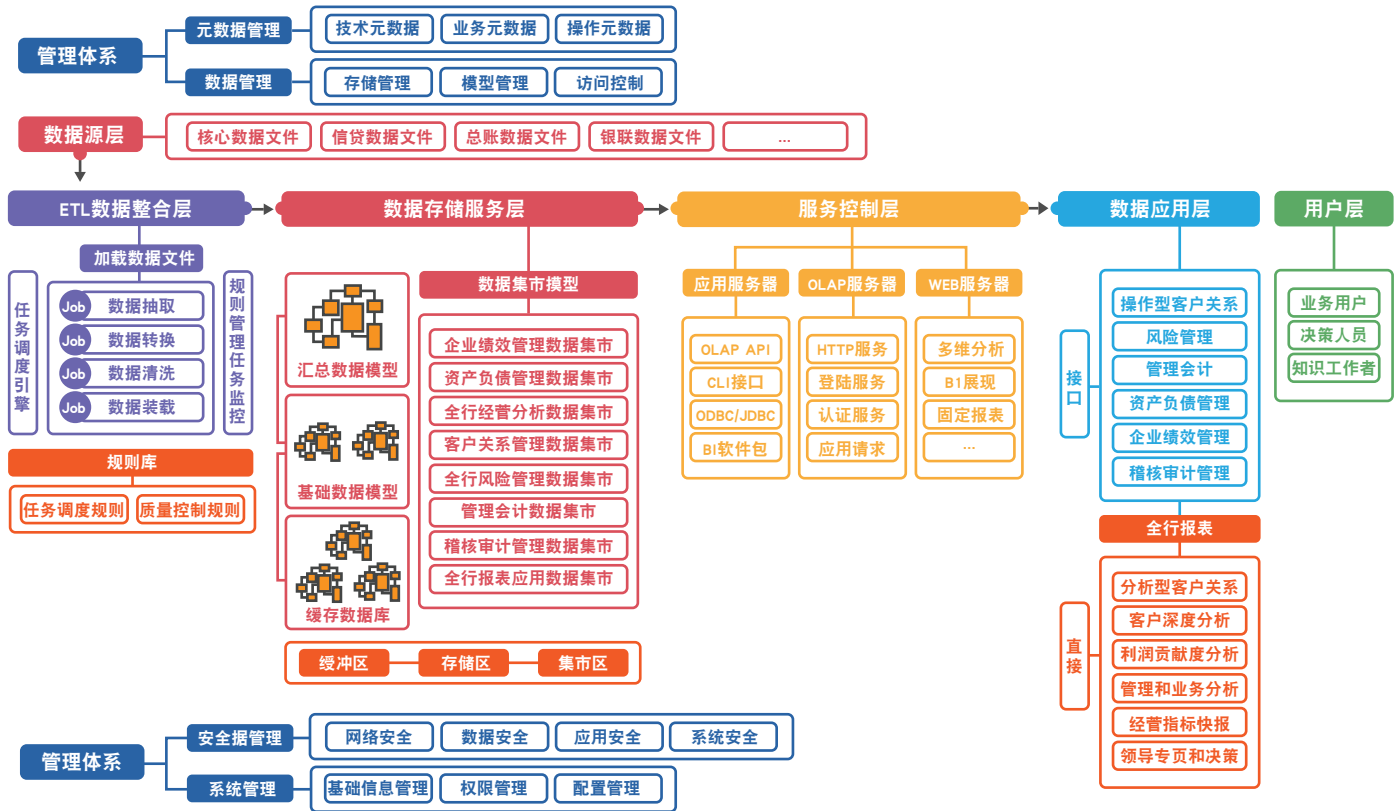 管理体系
元数据管理
技术元数据
业务元数据
操作元数据
数据管理
存储管理
模型管理
访问控制
数据源层
核心数据文件
信贷数据文件
总账数据文件
银联数据文件
...
ETL数据整合层
加载数据文件
任务调度引擎
Job
数据抽取
Job
数据转换
Job
数据清洗
Job
数据装载
规则管理任务监控
规则库
任务调度规则
质量控制规则
数据存储服务层
汇总数据模型
基础数据模型
缓存数据库
数据集市模型
企业绩效管理数据集市
资产负债管理数据集市
全行经营分析数据集市
客户关系管理数据集市
全行风险管理数据集市
管理会计数据集市
稽核审计管理数据集市
全行报表应用数据集市
缓冲区
存储区
集市区
服务控制层
应用服务器
OLAP API
CLI接口
ODBC/JDBC
BI软件包
OLAP服务器
HTTP服务
登陆服务
认证服务
应用请求
WEB服务器
多维分析
B1展现
固定报表
...
数据应用层
接口
操作型客户关系
风险管理
管理会计
资产负债管理
企业绩效管理
稽核审计管理
全行报表
直接
分析型客户关系
客户深度分析
利润贡献度分析
管理和业务分析
经营指标快报
领导专页和决策
用户层
业务用户
决策人员
知识工作者
管理体系
安全据管理
网络安全
数据安全
应用安全
系统安全
系统管理
基础信息管理
权限管理
配置管理